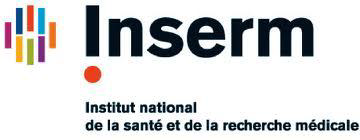 Inserm
Institut national
de la santé et de la recherche médicale